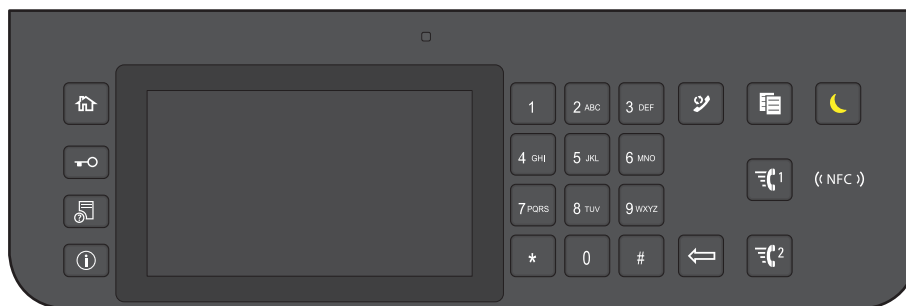 1 2 ABC 3 DEF
4 GHI 5 JKL 6 MNO
1 ((NFC))
7 PQRS 8 TUV 9 WXYZ
* 0 # 2